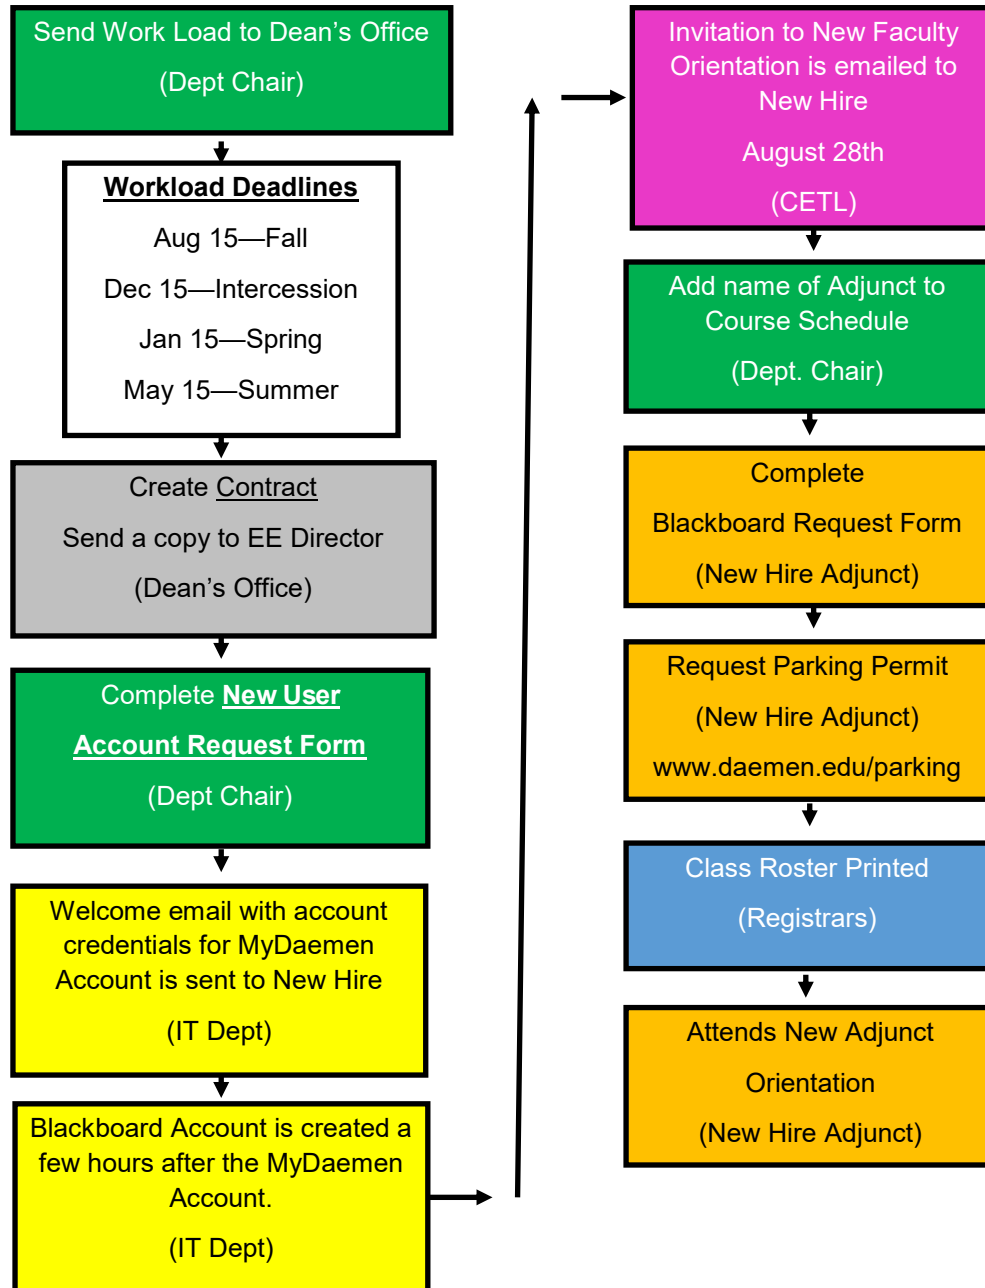 Send Work Load to Dean’s Office
(Dept Chair)
Workload Deadlines
Aug 15—Fall
Dec 15—Intercession
Jan 15—Spring
May 15—Summer
Create Contract
Send a copy to EE Director
(Dean’s Office)
Complete New User
Account Request Form
(Dept Chair)
Welcome email with account
credentials for MyDaemen
Account is sent to New Hire
(IT Dept)
Blackboard Account is created a
few hours after the MyDaemen
Account.
(IT Dept)
Invitation to New Faculty
Orientation is emailed to
New Hire
August 28th
(CETL)
Add name of Adjunct to
Course Schedule
(Dept. Chair)
Complete
Blackboard Request Form
(New Hire Adjunct)
Request Parking Permit
(New Hire Adjunct)
www.daemen.edu/parking
Class Roster Printed
(Registrars)
Attends New Adjunct
Orientation
(New Hire Adjunct)